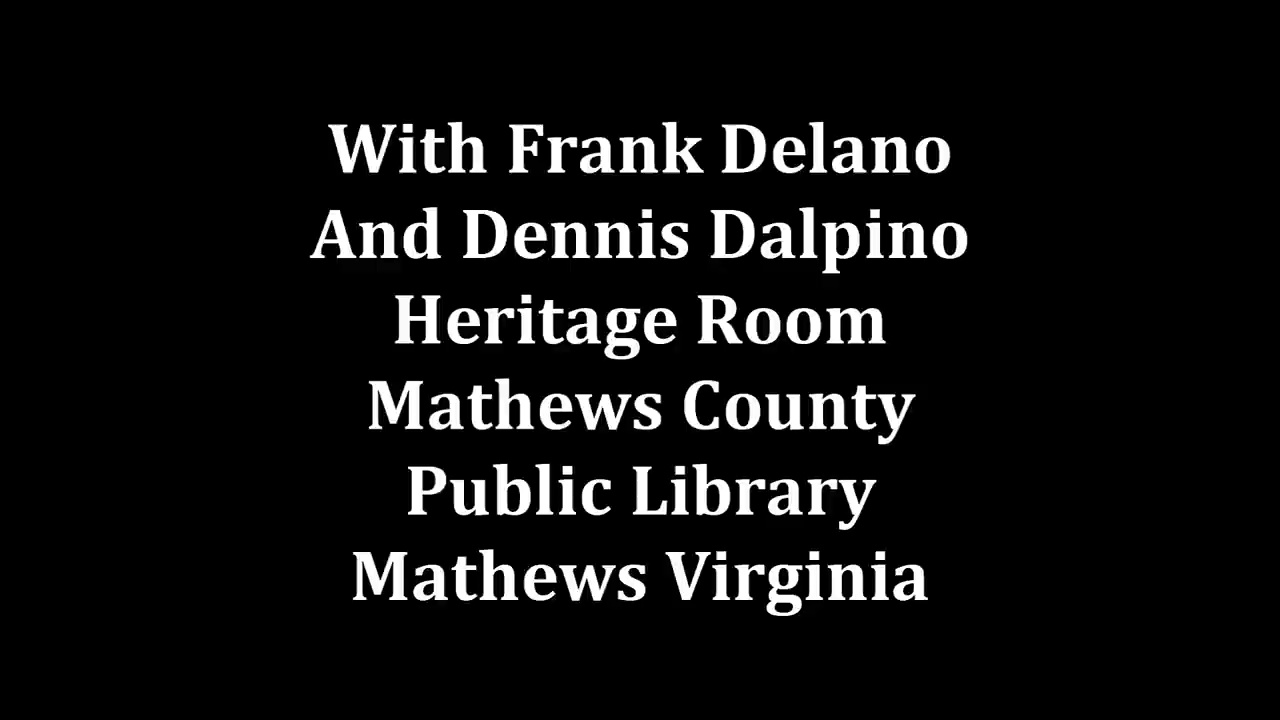 With Frank Delano
And Dennis Dalpino
Heritage Room
Mathews County
Public Library
Mathews Virginia